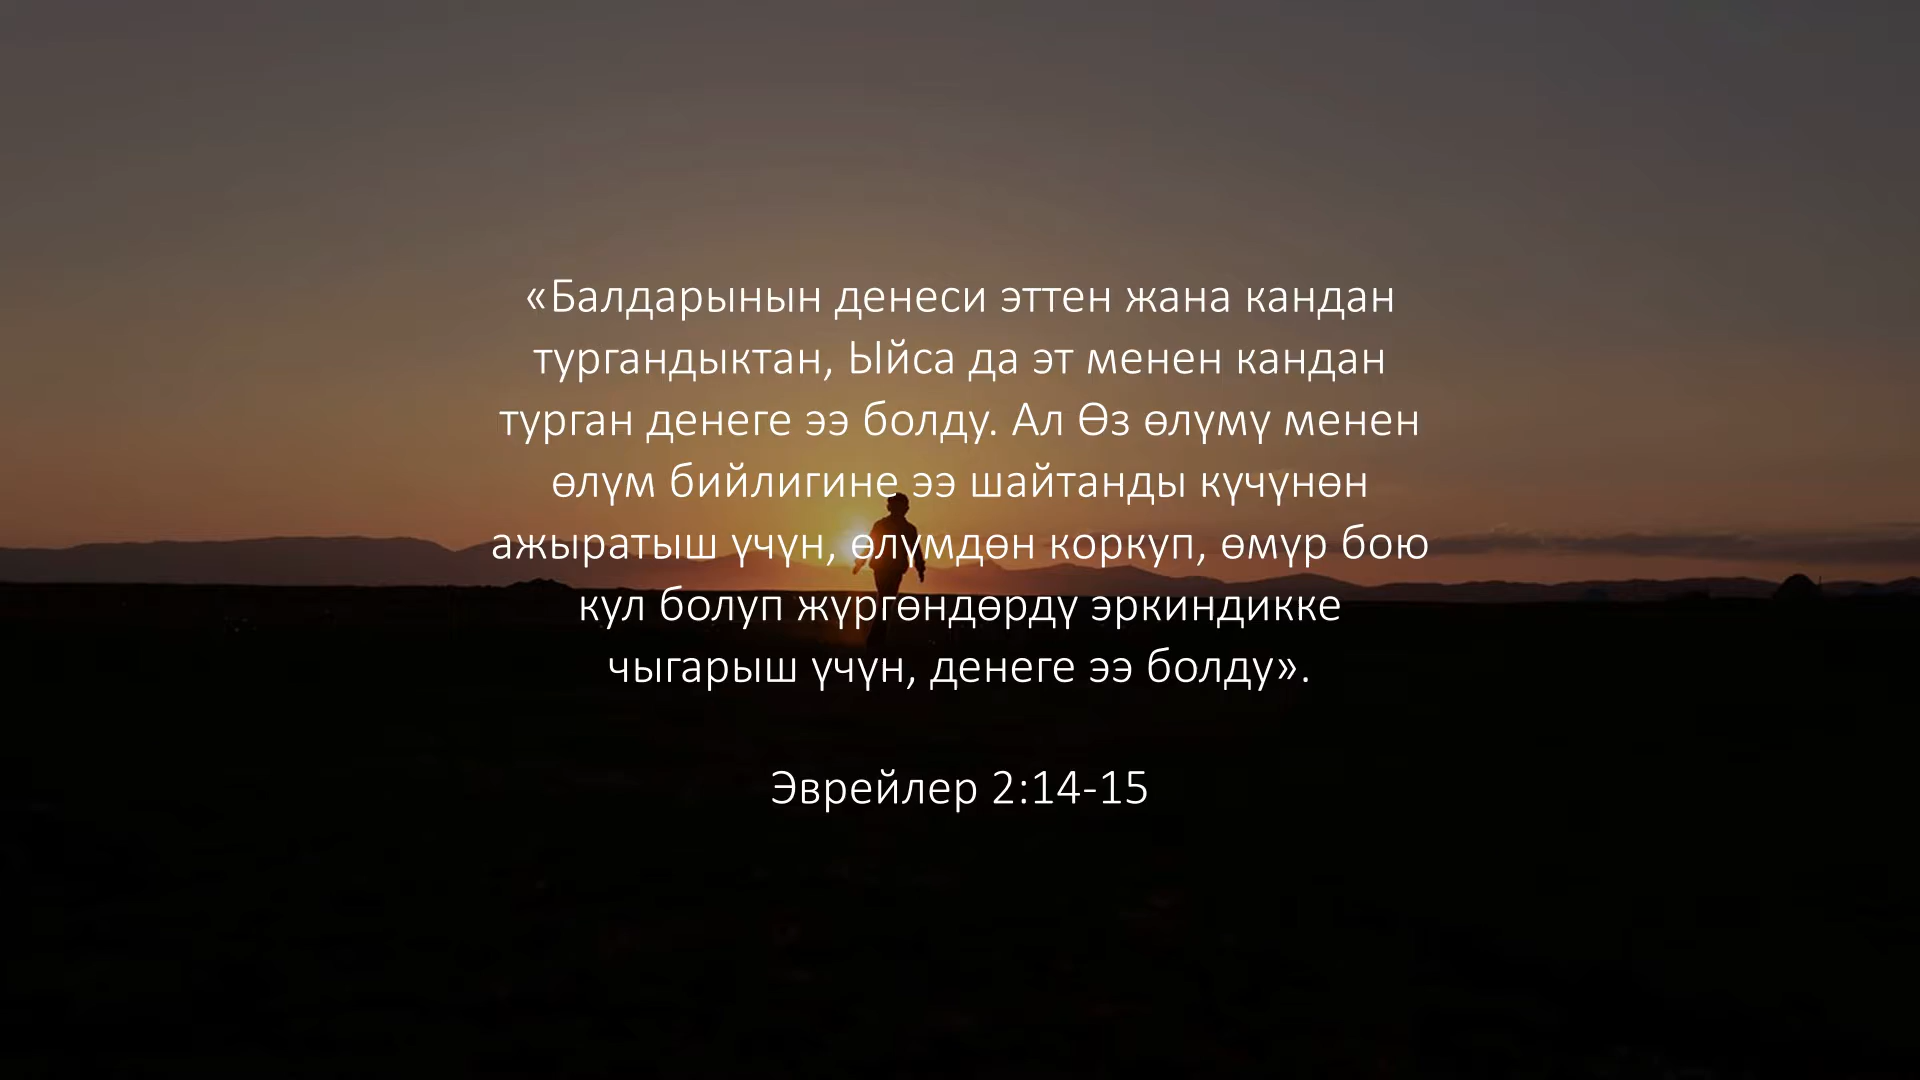 «Балдарынын денеси эттен жана кандан
тургандыктан, Ыйса да эт менен кандан
турган денеге ээ болду. Ал Өз өлүмү менен
өлүм бийлигине ээ шайтанды күчүнөн
ажыратыш үчүн, өлүмдөн коркуп, өмүр бою
кул болуп жүргөндөрдү эркиндикке
чыгарыш үчүн, денеге ээ болду».
Эврейлер 2:14-15